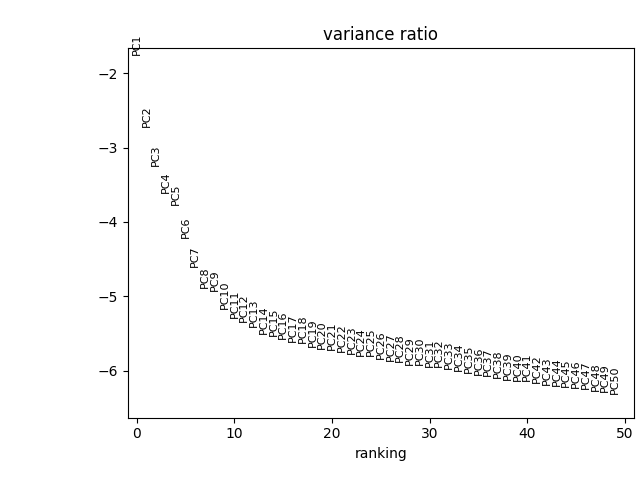 variance ratio
PC1
PC2
PC3
PC4
PC5
PC6
PC7
PC8
PC9
PC10
PC11
PC12
PC13
PC14
PC15
PC16
PC17
PC18
PC19
PC20
PC21
PC22
PC23
PC24
PC25
PC26
PC27
PC28
PC29
PC30
PC31
PC32
PC33
PC34
PC35
PC36
PC37
PC38
PC39
PC40
PC41
PC42
PC43
PC44
PC45
PC46
PC47
PC48
PC49
PC50
−2
−3
−4
−5
−6
0 10 20 30 40 50
ranking